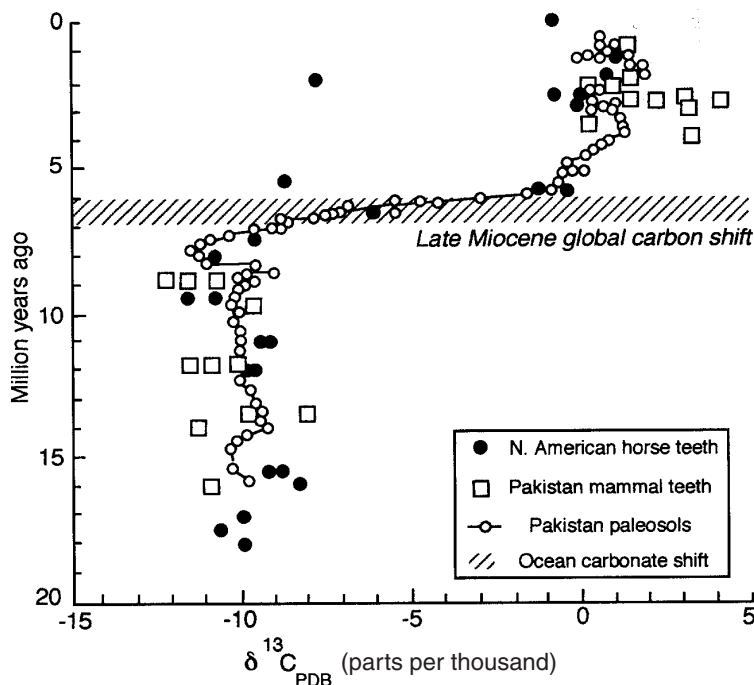 0
5
10
15
20
Million years ago
Late Miocene global carbon shift
N. American horse teeth
Pakistan mammal teeth
Pakistan paleosols
Ocean carbonate shift
-15
-10
-5
0
5
δ ¹³C_PDB (parts per thousand)